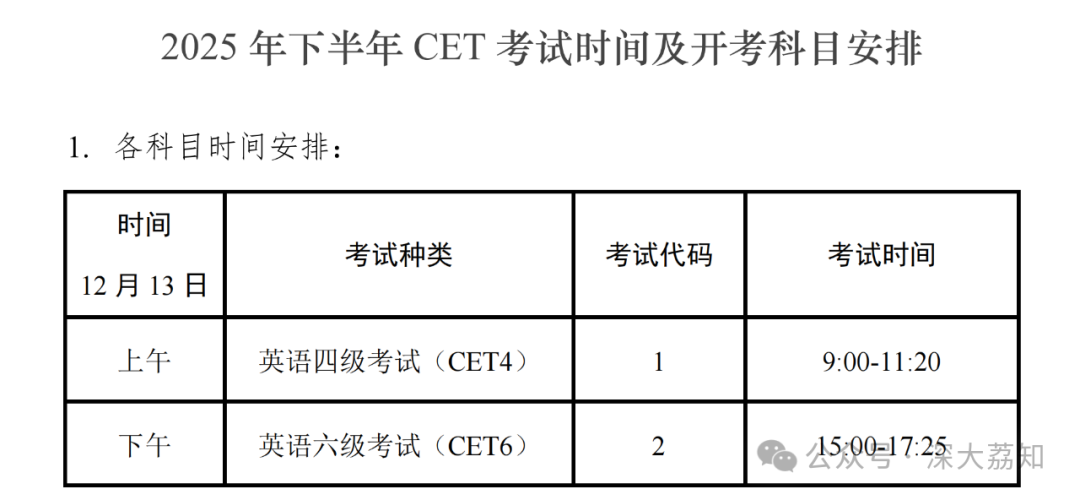 2025 年下半年 CET 考试时间及开考科目安排
1. 各科目时间安排：
时间
12 月 13 日
考试种类
考试代码
考试时间
上午
英语四级考试（CET4）
1
9:00-11:20
下午
英语六级考试（CET6）
2
15:00-17:25
公众号·深大荔知